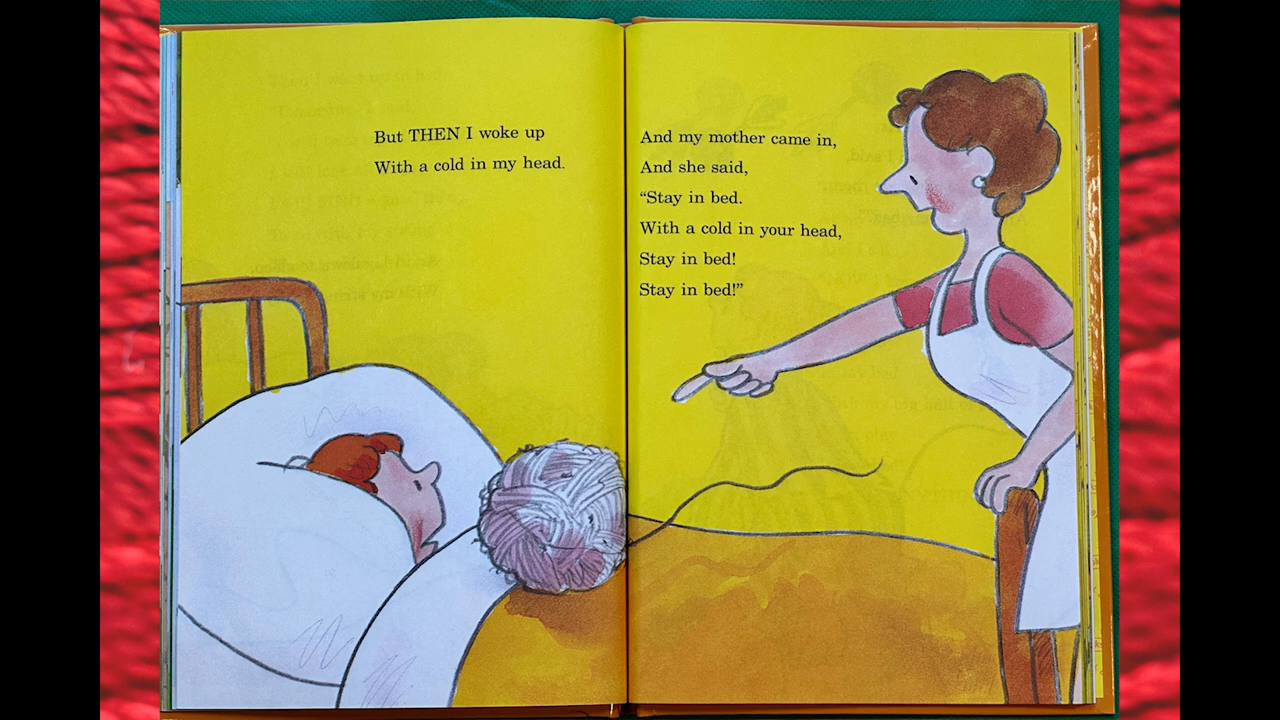 But THEN I woke up
With a cold in my head.
And my mother came in,
And she said,
“Stay in bed.
With a cold in your head,
Stay in bed!
Stay in bed!”